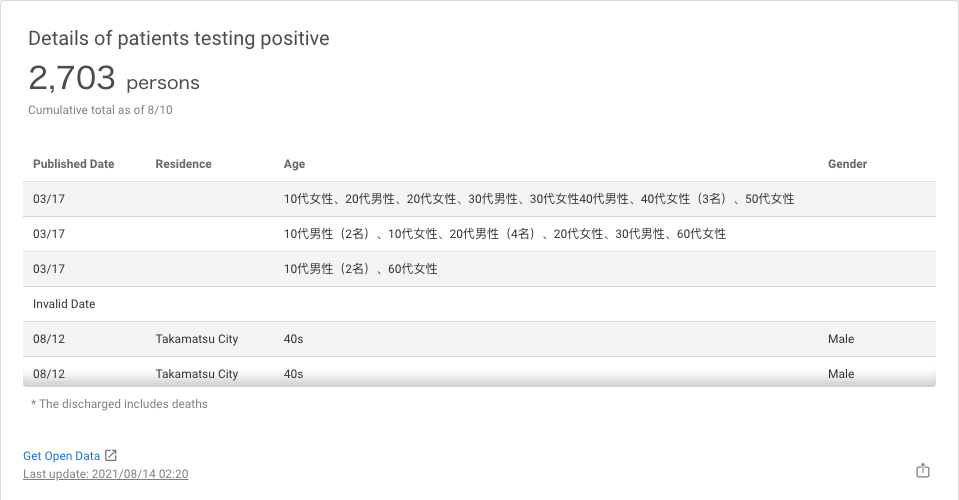 Details of patients testing positive
2,703 persons
Cumulative total as of 8/10
Published Date Residence Age Gender
03/17 10代女性、20代男性、20代女性、30代男性、30代女性40代男性、40代女性（3名）、50代女性
03/17 10代男性（2名）、10代女性、20代男性（4名）、20代女性、30代男性、60代女性
03/17 10代男性（2名）、60代女性
Invalid Date
08/12 Takamatsu City 40s Male
08/12 Takamatsu City 40s Male
* The discharged includes deaths
Get Open Data
Last update: 2021/08/14 02:20